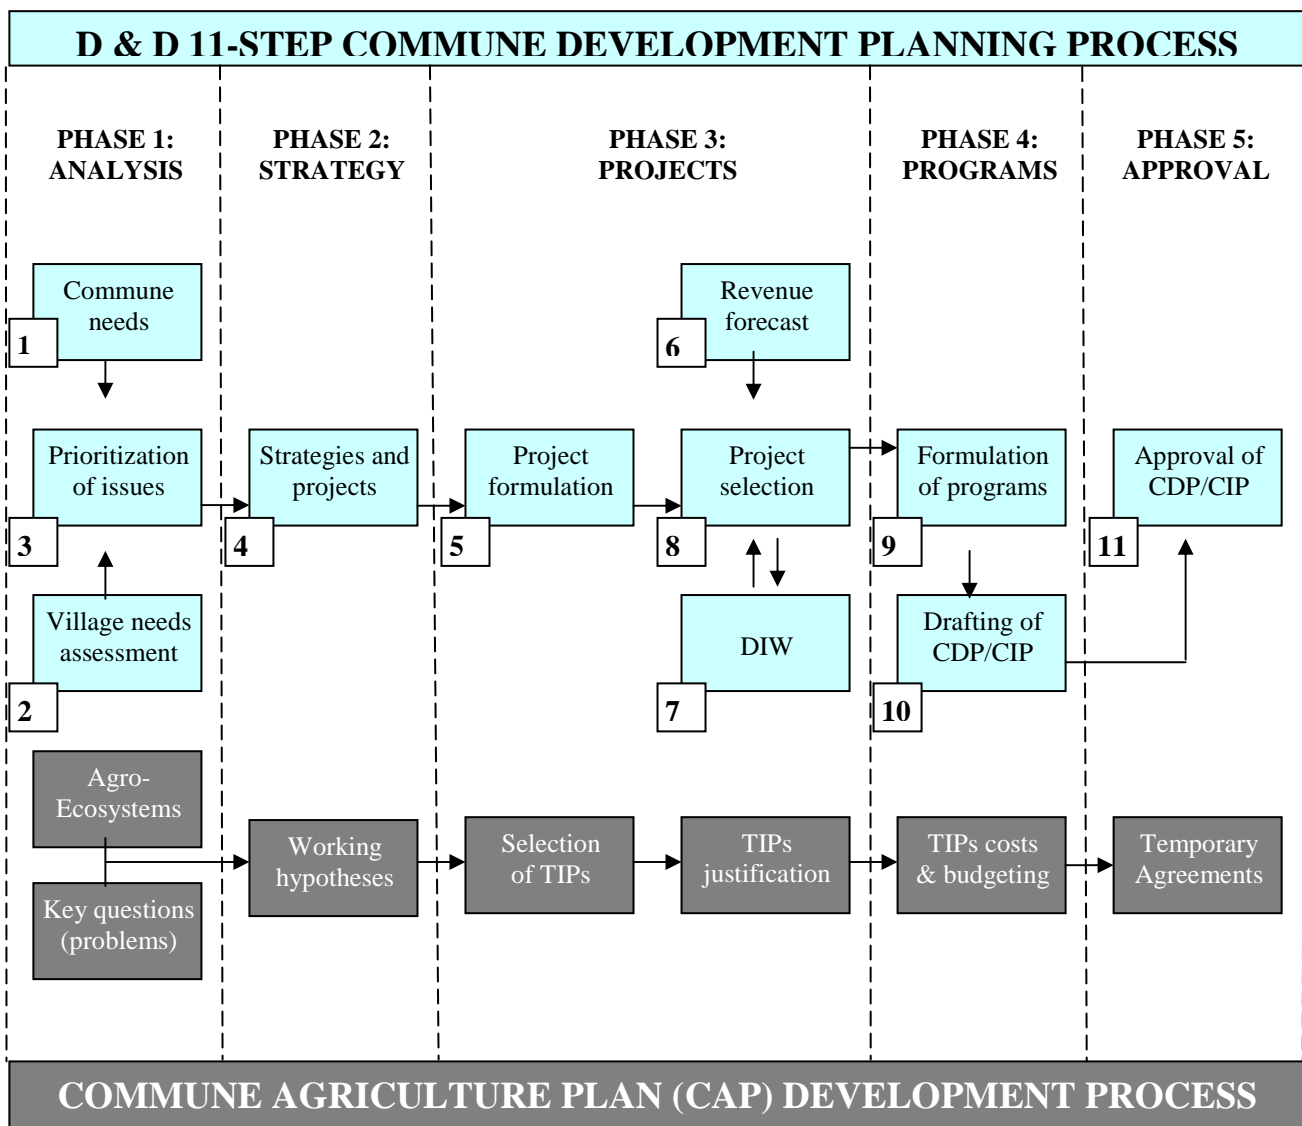 D & D 11-STEP COMMUNE DEVELOPMENT PLANNING PROCESS
PHASE 1:
ANALYSIS
PHASE 2:
STRATEGY
PHASE 3:
PROJECTS
PHASE 4:
PROGRAMS
PHASE 5:
APPROVAL
Commune
needs
1
Revenue
forecast
6
Prioritization
of issues
3
Strategies and
projects
4
Project
formulation
5
Project
selection
8
Formulation
of programs
9
Approval of
CDP/CIP
11
Village needs
assessment
2
DIW
7
Drafting of
CDP/CIP
10
Agro-
Ecosystems
Key questions
(problems)
Working
hypotheses
Selection
of TIPs
TIPs
justification
TIPs costs
& budgeting
Temporary
Agreements
COMMUNE AGRICULTURE PLAN (CAP) DEVELOPMENT PROCESS